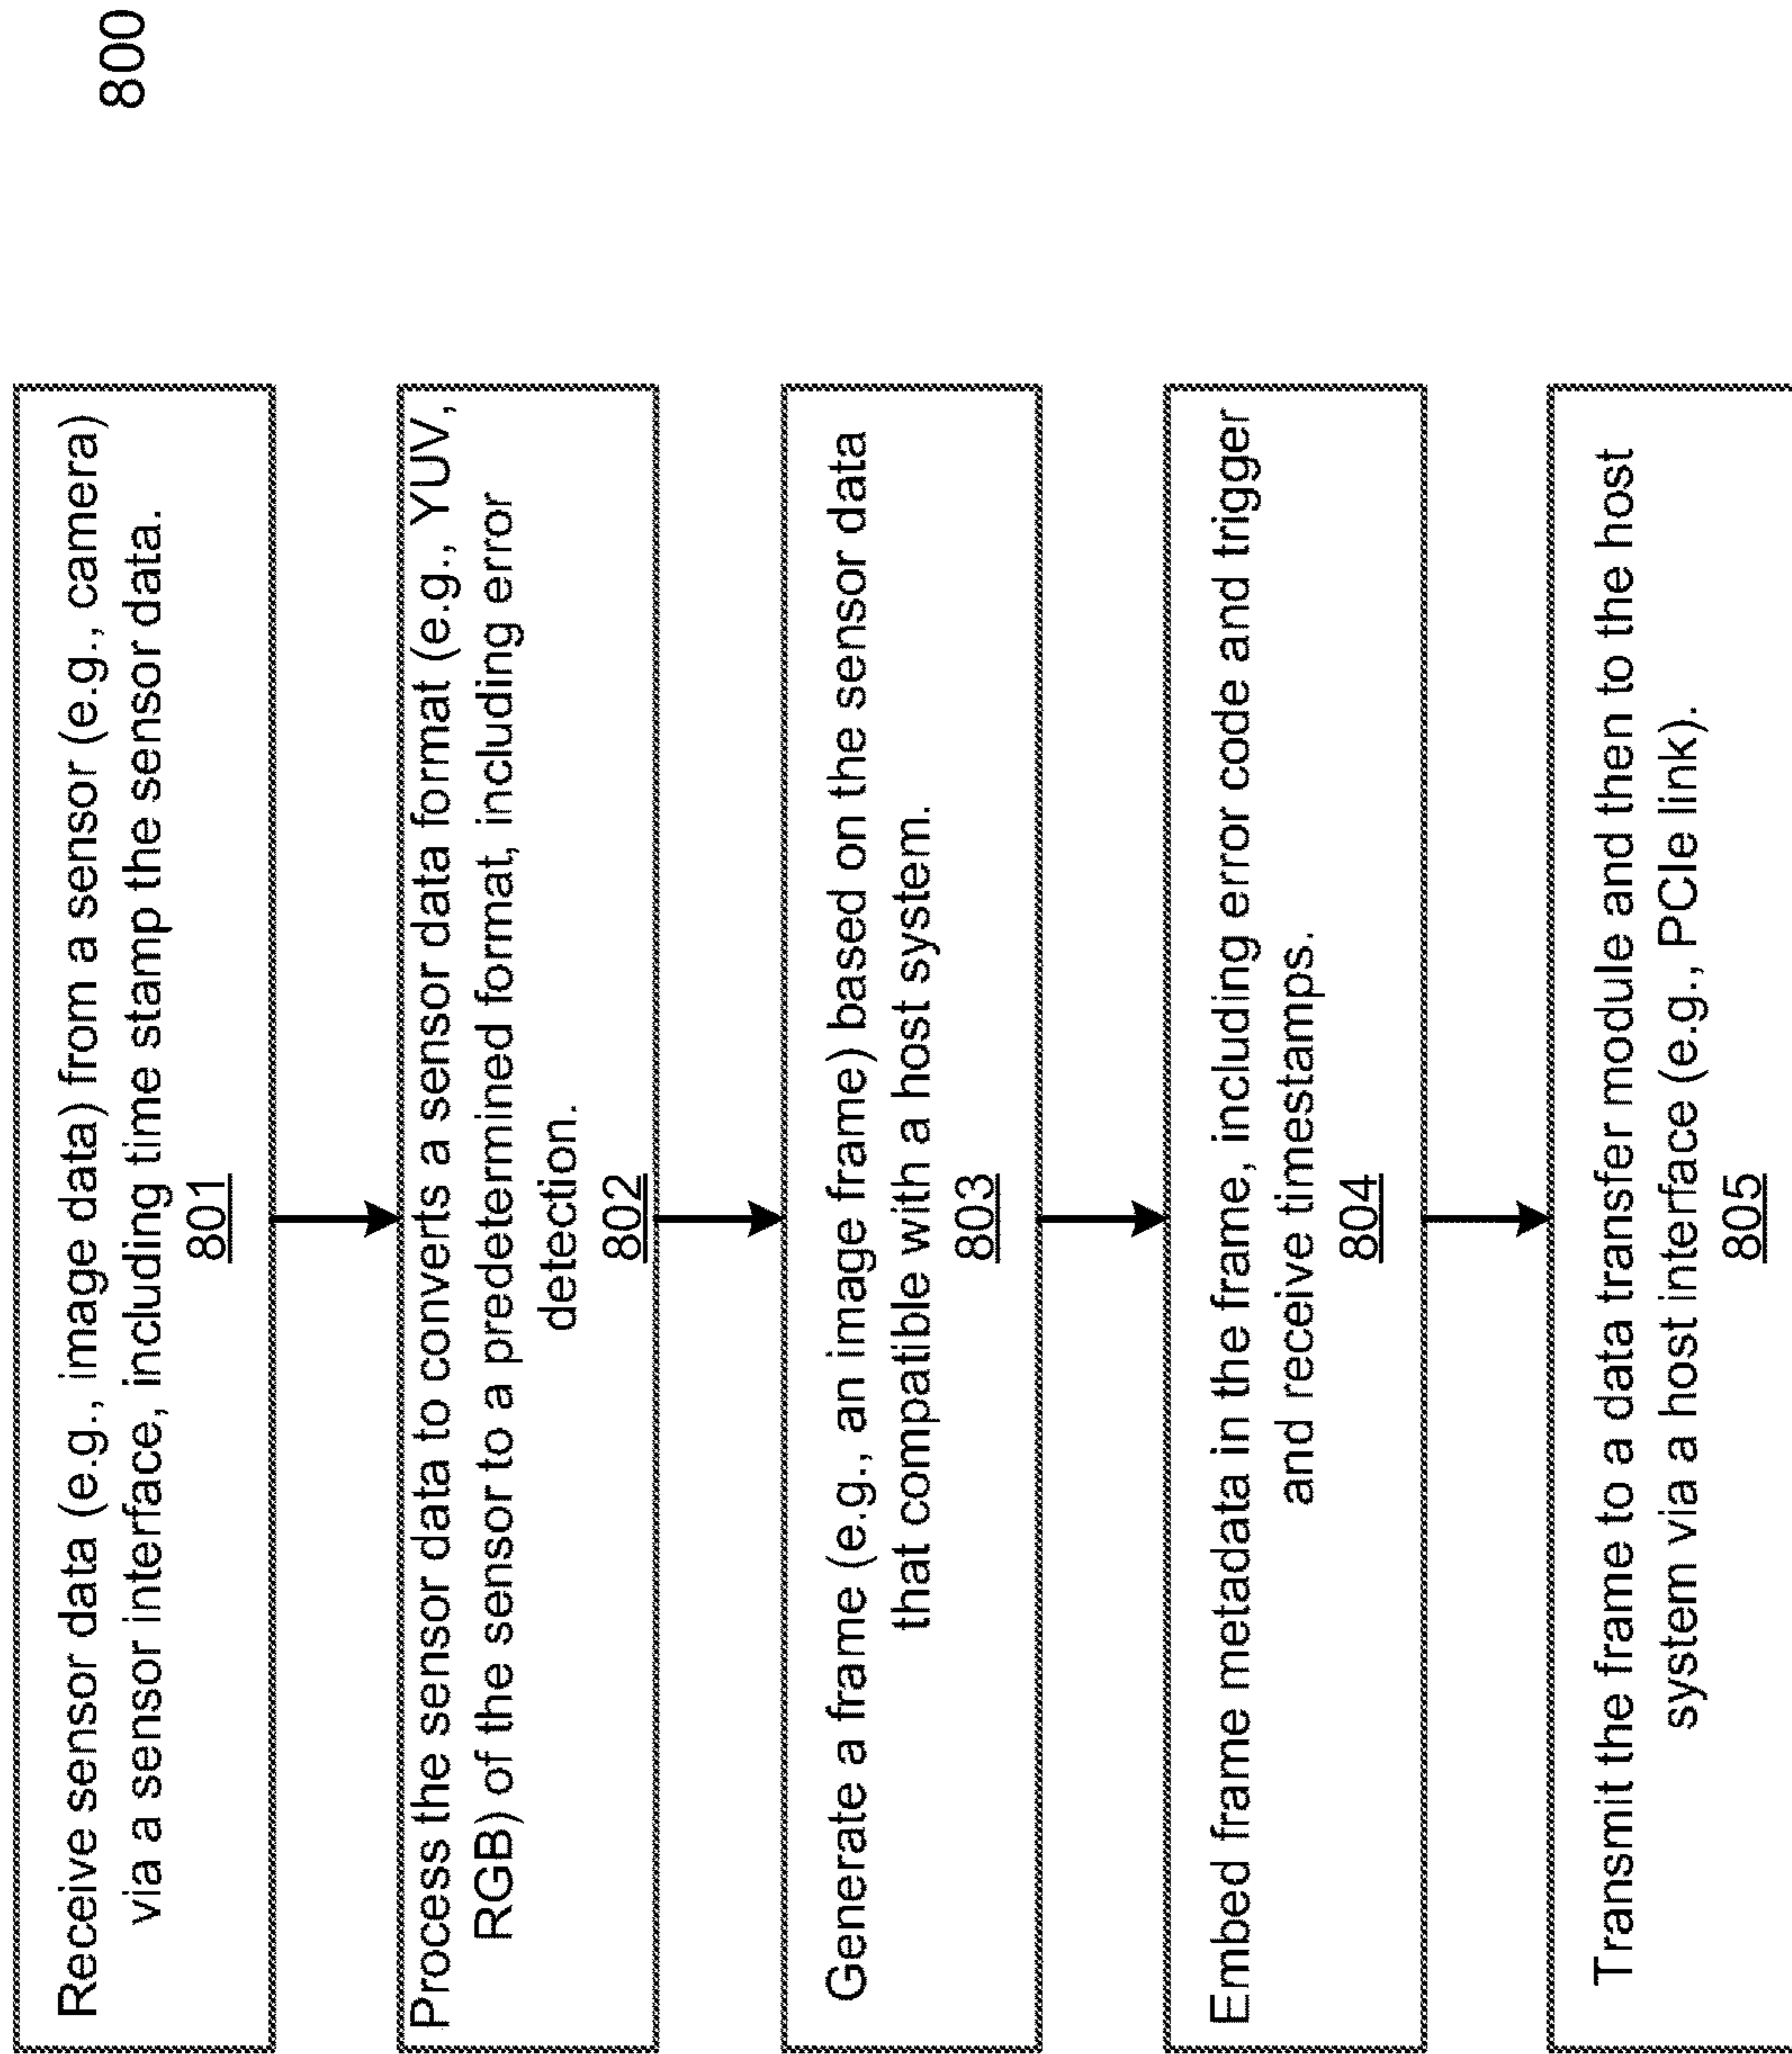 800
Receive sensor data (e.g., image data) from a sensor (e.g., camera)
via a sensor interface, including time stamp the sensor data.
801
Process the sensor data to converts a sensor data format (e.g., YUV,
RGB) of the sensor to a predetermined format, including error
detection.
802
Generate a frame (e.g., an image frame) based on the sensor data
that compatible with a host system.
803
Embed frame metadata in the frame, including error code and trigger
and receive timestamps.
804
Transmit the frame to a data transfer module and then to the host
system via a host interface (e.g., PCIe link).
805